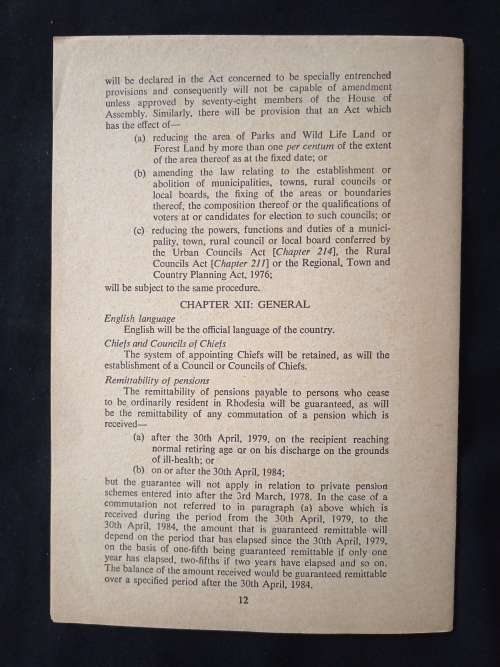 will be declared in the Act concerned to be specially entrenched
provisions and consequently will not be capable of amendment
unless approved by seventy-eight members of the House of
Assembly. Similarly, there will be provision that an Act which
has the effect of—
(a) reducing the area of Parks and Wild Life Land or
Forest Land by more than one per centum of the extent
of the area thereof as at the fixed date; or
(b) amending the law relating to the establishment or
abolition of municipalities, towns, rural councils or
local boards, the fixing of the areas or boundaries
thereof, the composition thereof or the qualifications of
voters at or candidates for election to such councils; or
(c) reducing the powers, functions and duties of a munici-
pality, town, rural council or local board conferred by
the Urban Councils Act [Chapter 214], the Rural
Councils Act [Chapter 211] or the Regional, Town and
Country Planning Act, 1976;
will be subject to the same procedure.
CHAPTER XII: GENERAL
English language
English will be the official language of the country.
Chiefs and Councils of Chiefs
The system of appointing Chiefs will be retained, as will the
establishment of a Council or Councils of Chiefs.
Remittability of pensions
The remittability of pensions payable to persons who cease
to be ordinarily resident in Rhodesia will be guaranteed, as will
be the remittability of any commutation of a pension which is
received—
(a) after the 30th April, 1979, on the recipient reaching
normal retiring age or on his discharge on the grounds
of ill-health; or
(b) on or after the 30th April, 1984;
but the guarantee will not apply in relation to private pension
schemes entered into after the 3rd March, 1978. In the case of a
commutation not referred to in paragraph (a) above which is
received during the period from the 30th April, 1979, to the
30th April, 1984, the amount that is guaranteed remittable will
depend on the period that has elapsed since the 30th April, 1979,
on the basis of one-fifth being guaranteed remittable if only one
year has elapsed, two-fifths if two years have elapsed and so on.
The balance of the amount received would be guaranteed remittable
over a specified period after the 30th April, 1984.
12